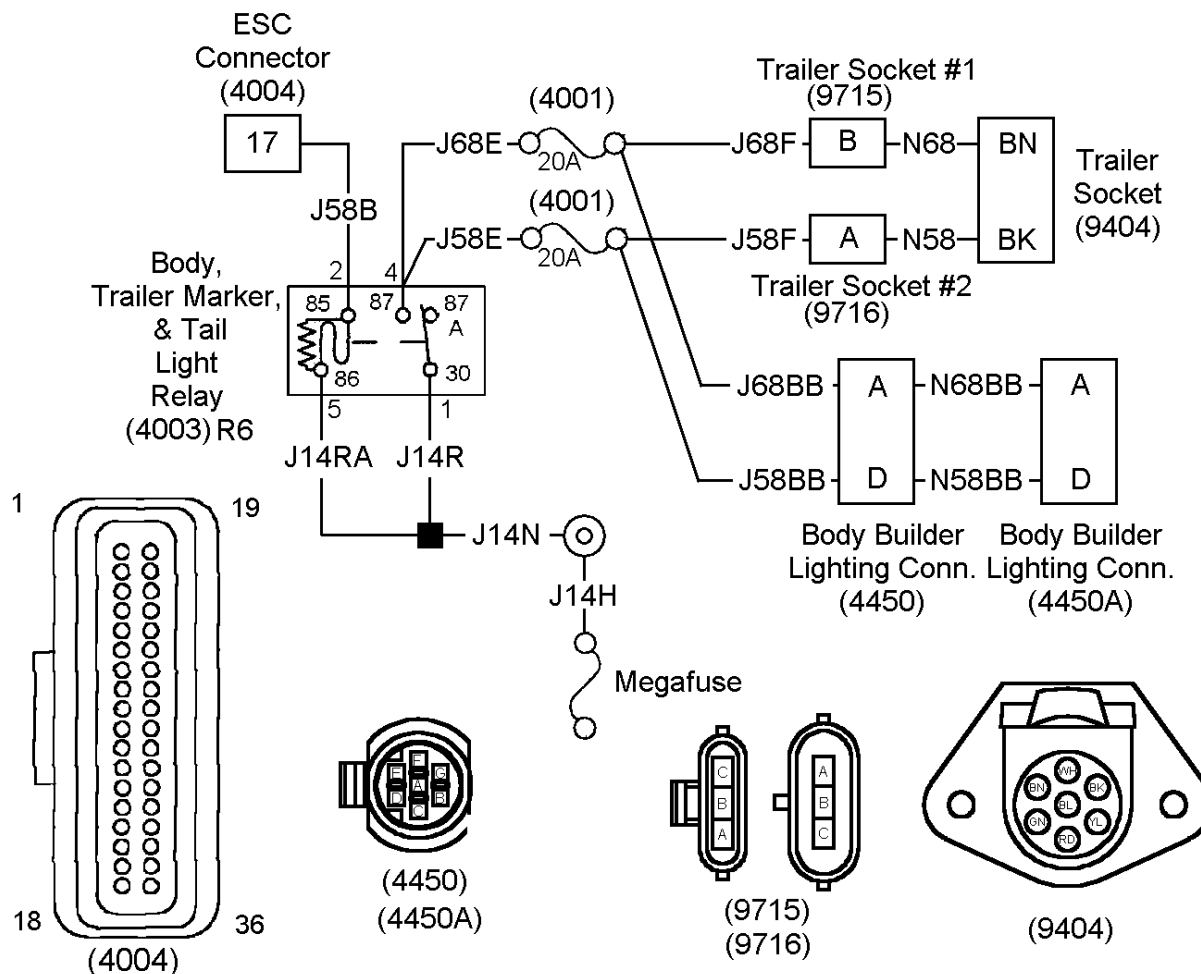 ESC
Connector
(4004)
17
J58B
Body,
Trailer Marker,
& Tail
Light
Relay
(4003) R6
2
4
85
87
87
A
86
30
5
1
J14RA
J14R
J14N
J14H
Megafuse
J68E
(4001)
20A
J58E
(4001)
20A
Trailer Socket #1
(9715)
J68F
B
N68
BN
J58F
A
N58
BK
Trailer Socket #2
(9716)
Trailer
Socket
(9404)
J68BB
A
N68BB
A
J58BB
D
N58BB
D
Body Builder
Lighting Conn.
(4450)
Body Builder
Lighting Conn.
(4450A)
1
19
18
36
(4004)
G
A
D
B
C
(4450)
(4450A)
C
B
A
A
B
C
(9715)
(9716)
WH
BN
BK
BL
GN
YL
RD
(9404)